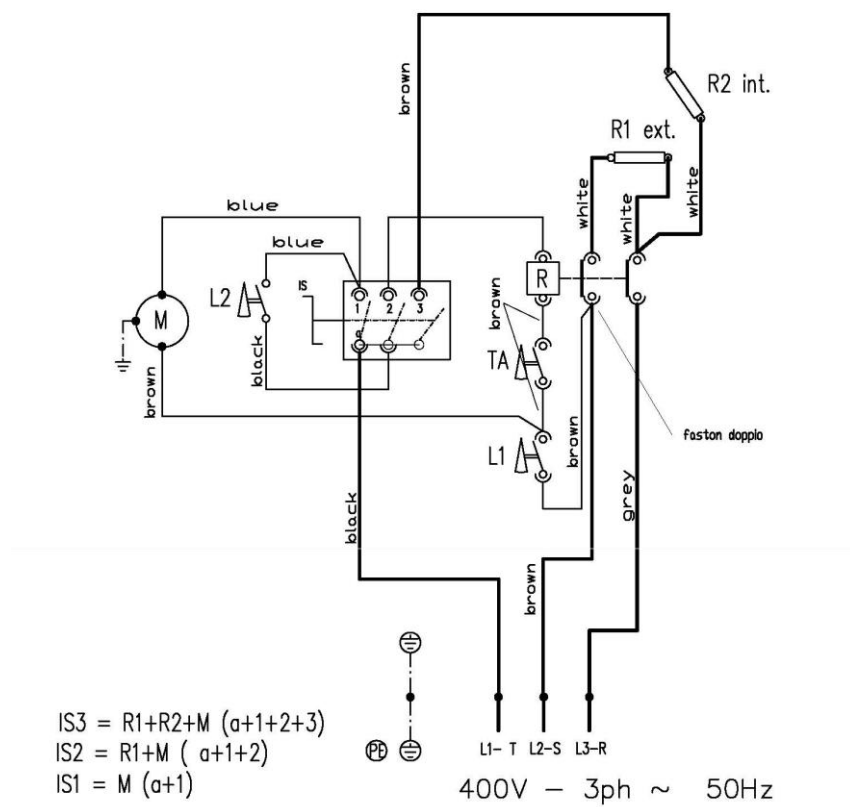 brown
R2 int.
R1 ext.
white
white
white
blue
blue
L2
IS
1 2 3
a
R
M
brown
TA
black
brown
L1
brown
faston doppio
grey
black
brown
IS3 = R1+R2+M (a+1+2+3)
IS2 = R1+M ( a+1+2)
IS1 = M (a+1)
PE
L1- T L2-S L3-R
400V - 3ph ~ 50Hz